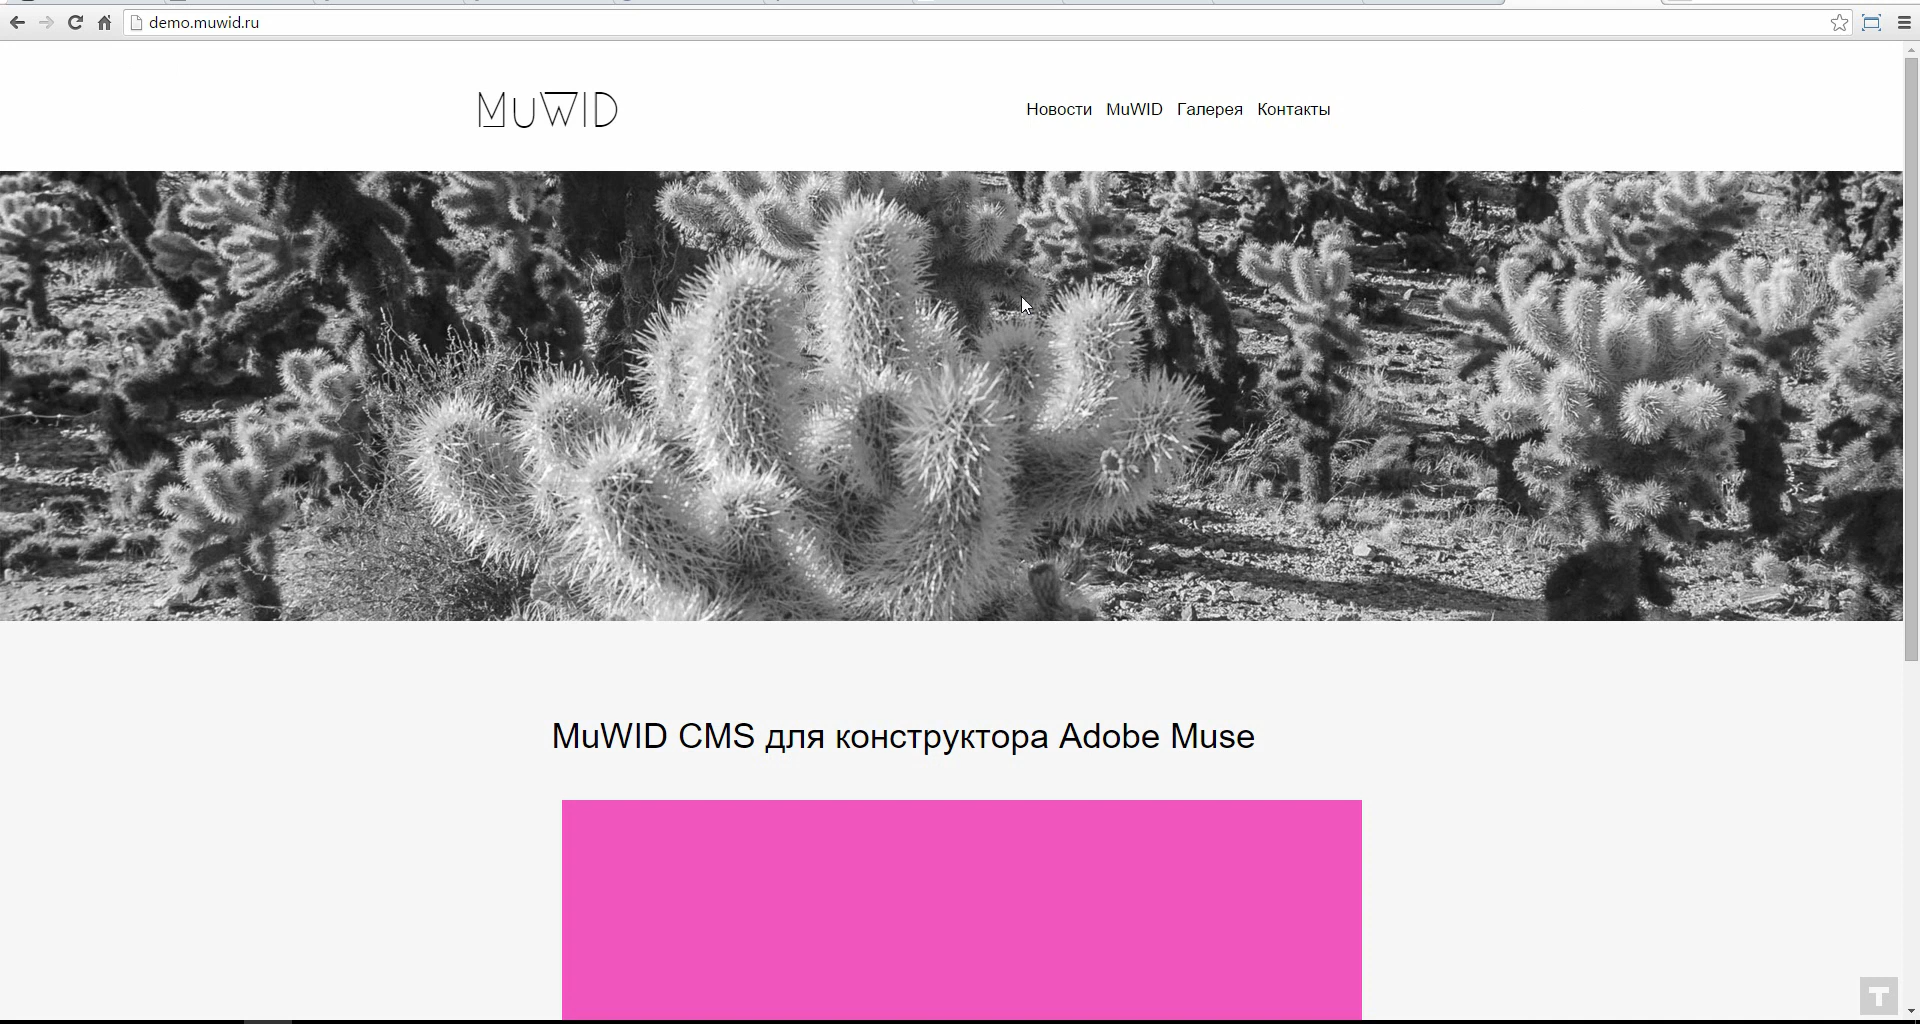 demo.muwid.ru
MuWID
Новости MuWID Галерея Контакты
MuWID CMS для конструктора Adobe Muse
T